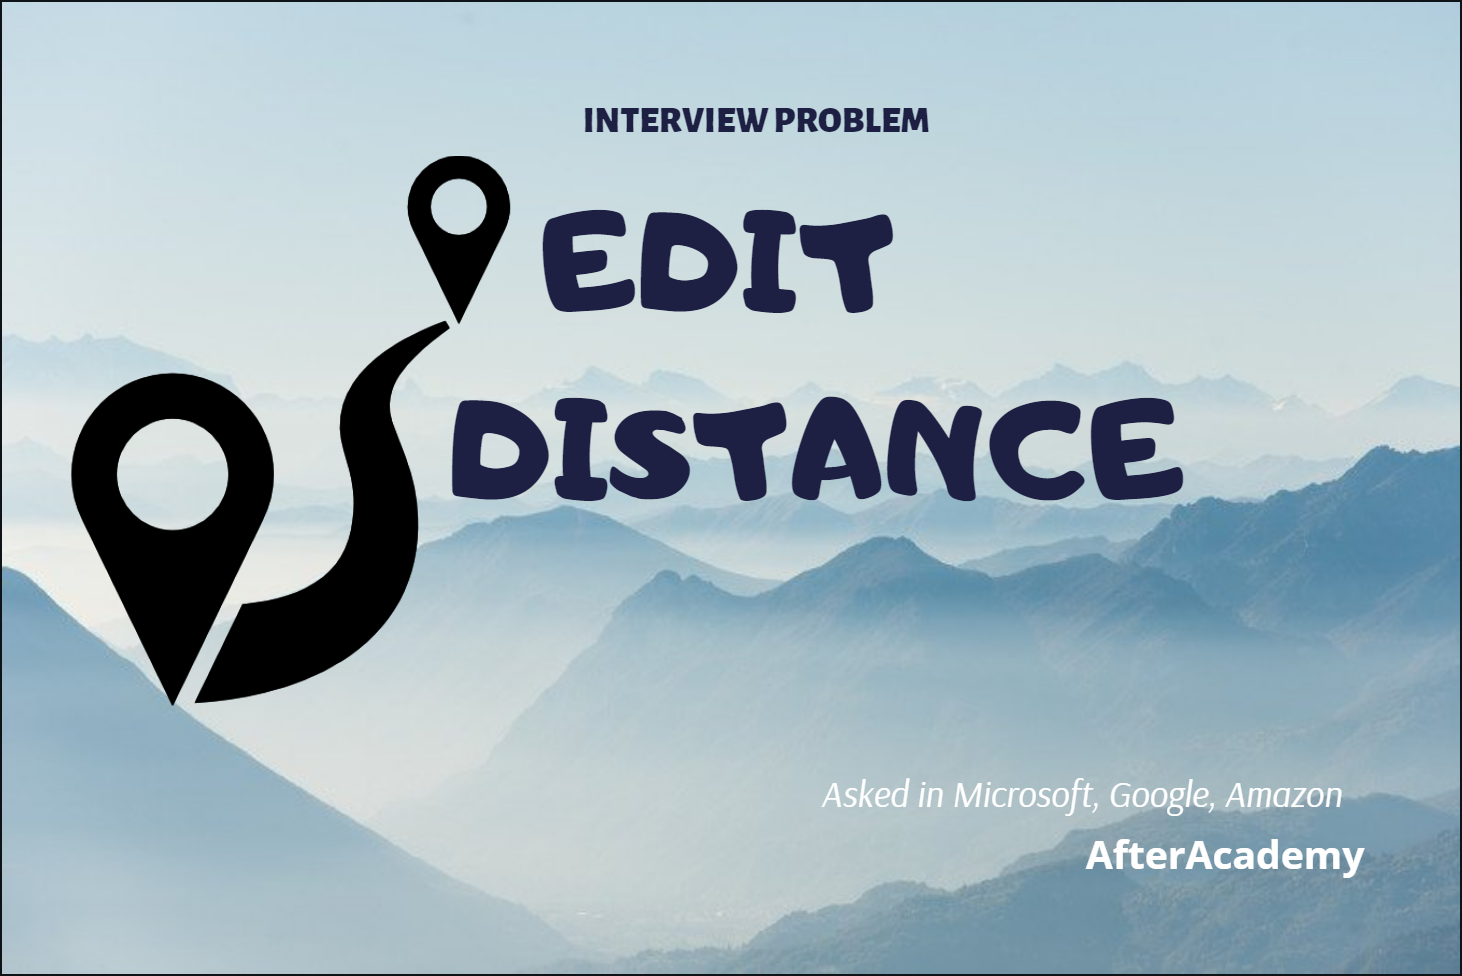 INTERVIEW PROBLEM
EDIT
DISTANCE
Asked in Microsoft, Google, Amazon
AfterAcademy